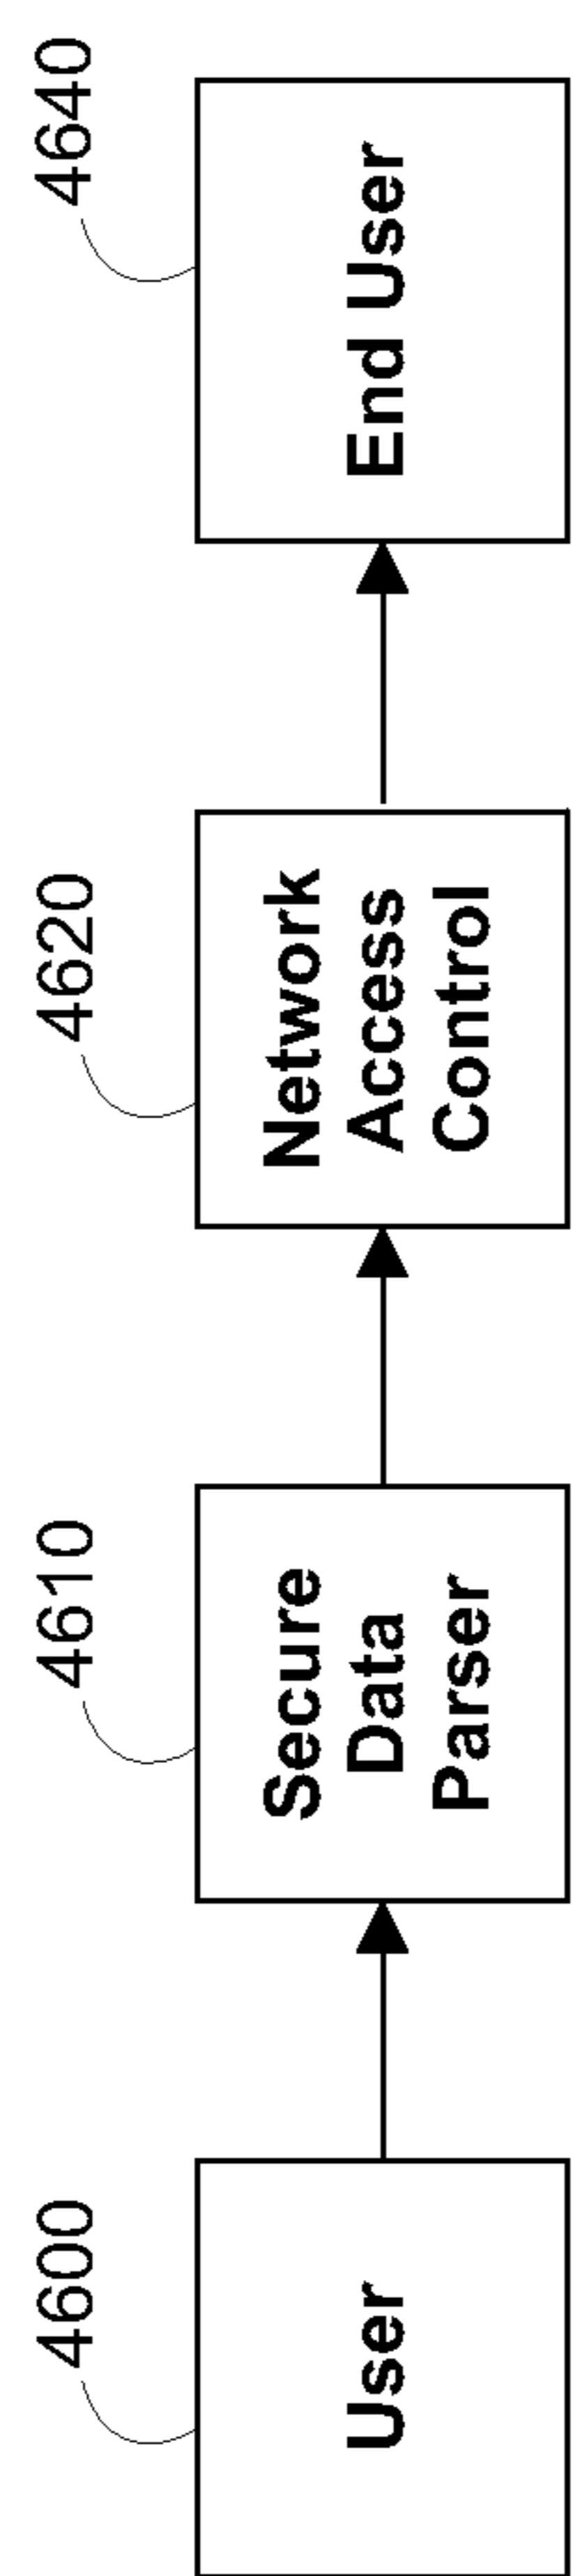 4600
User
4610
Secure
Data
Parser
4620
Network
Access
Control
4640
End User